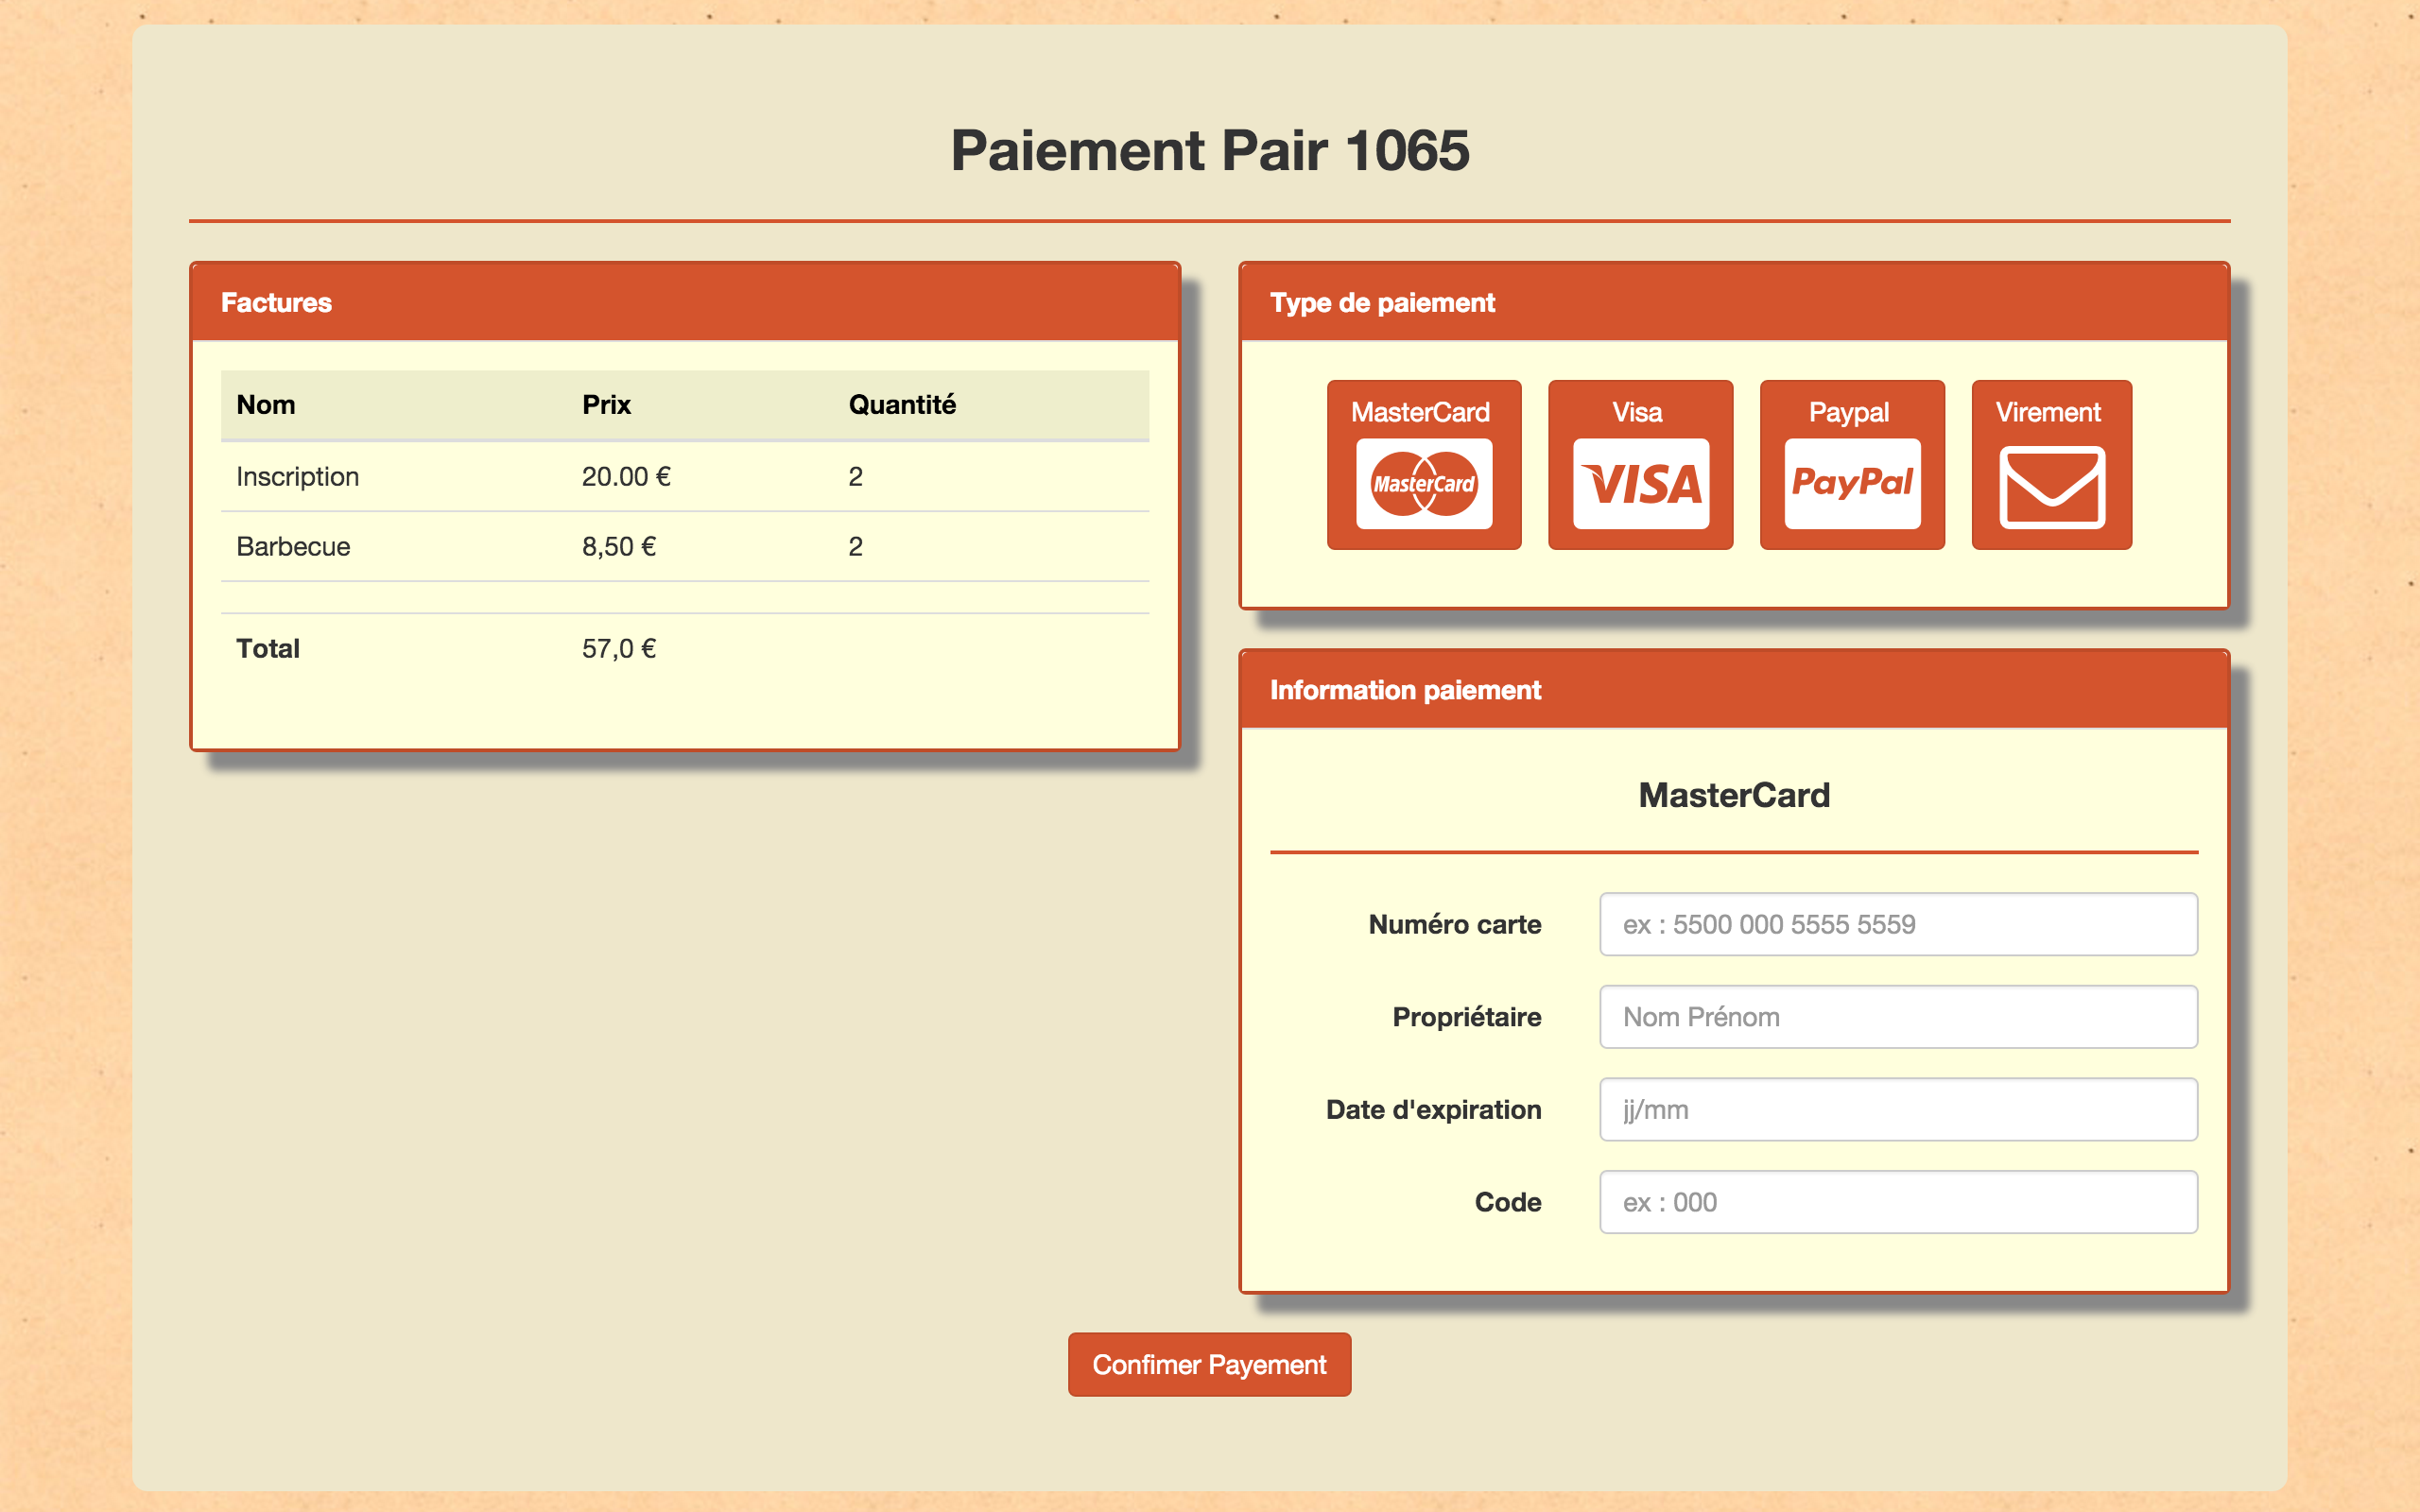 Paiement Pair 1065
Factures
Nom Prix Quantité
Inscription 20.00 € 2
Barbecue 8,50 € 2
Total 57,0 €
Type de paiement
MasterCard Visa Paypal Virement
MasterCard VISA PayPal
Information paiement
MasterCard
Numéro carte ex : 5500 000 5555 5559
Propriétaire Nom Prénom
Date d'expiration jj/mm
Code ex : 000
Confimer Payement